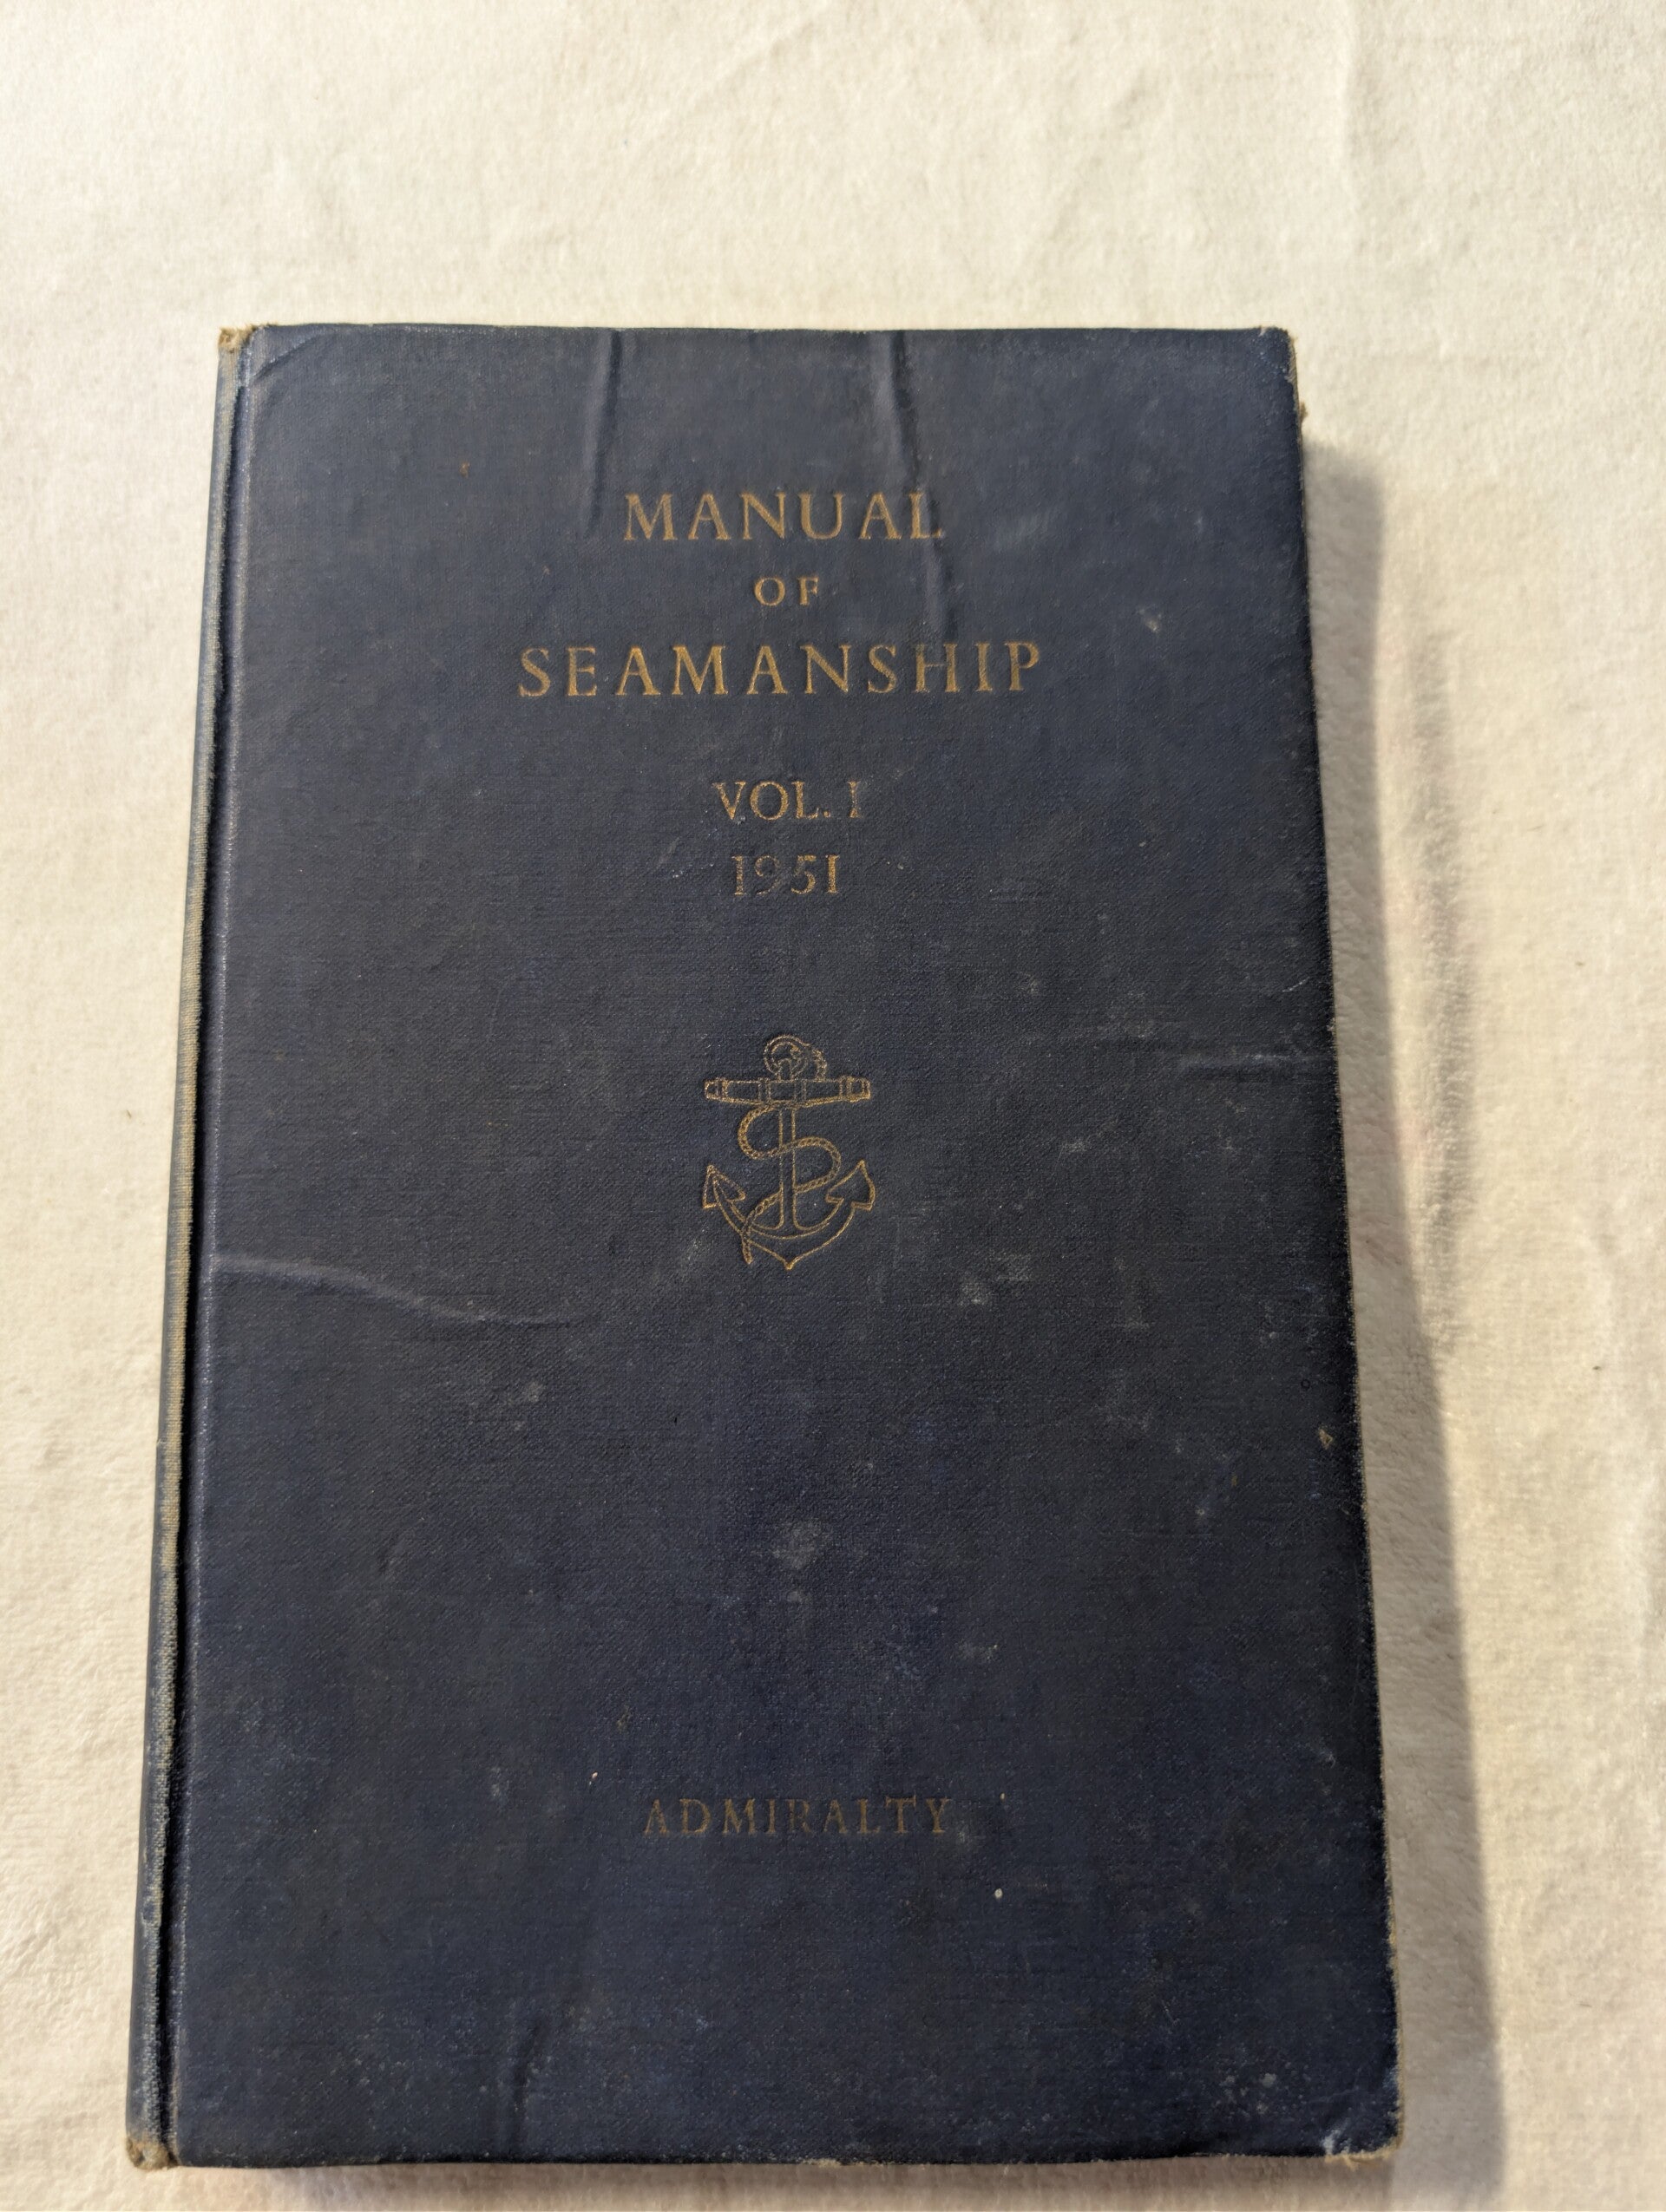 MANUAL
OF
SEAMANSHIP
VOL. I
1951
ADMIRALTY